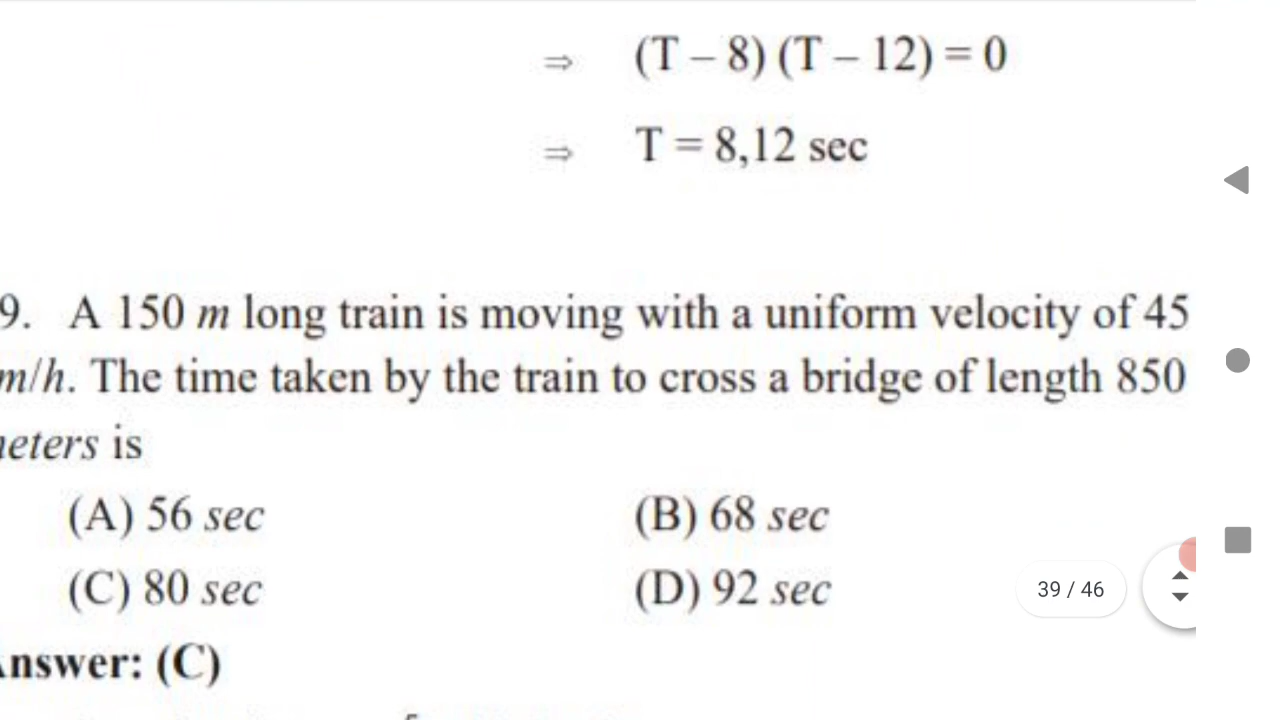 ⇒ (T – 8) (T – 12) = 0
⇒ T = 8,12 sec
9. A 150 m long train is moving with a uniform velocity of 45
m/h. The time taken by the train to cross a bridge of length 850
eters is
(A) 56 sec (B) 68 sec
(C) 80 sec (D) 92 sec
39 / 46
nswer: (C)